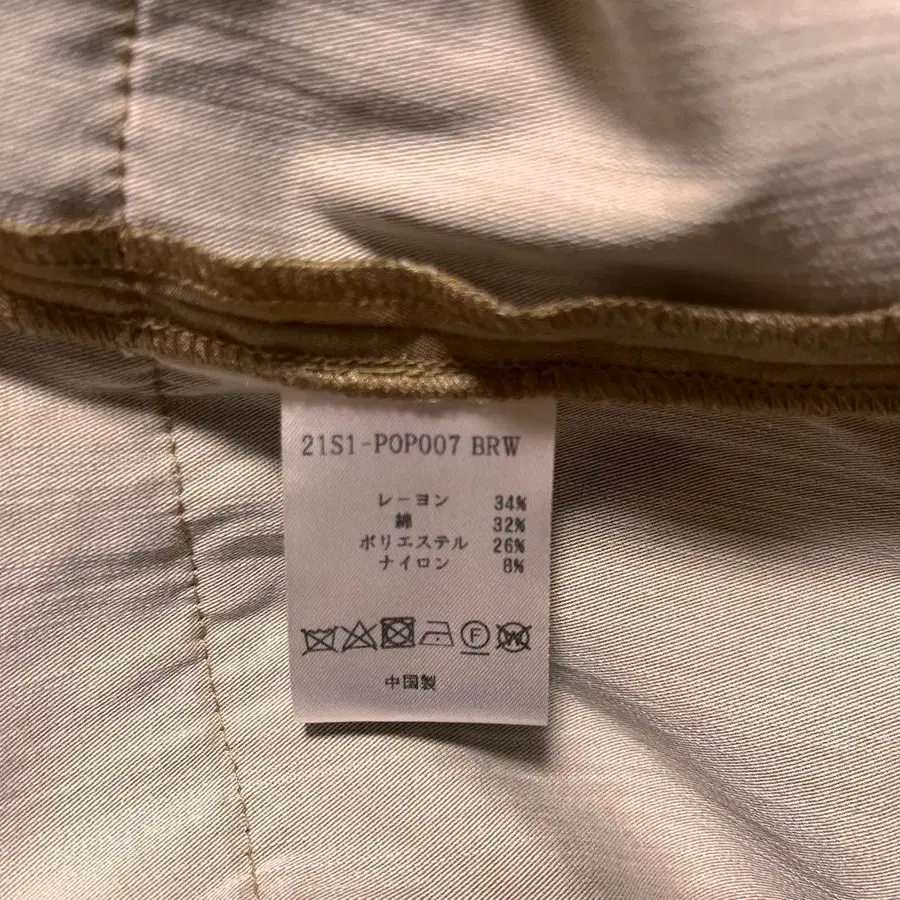 21S1-POP007 BRW
レーヨン 34%
綿 32%
ポリエステル 26%
ナイロン 8%
F W
中国製